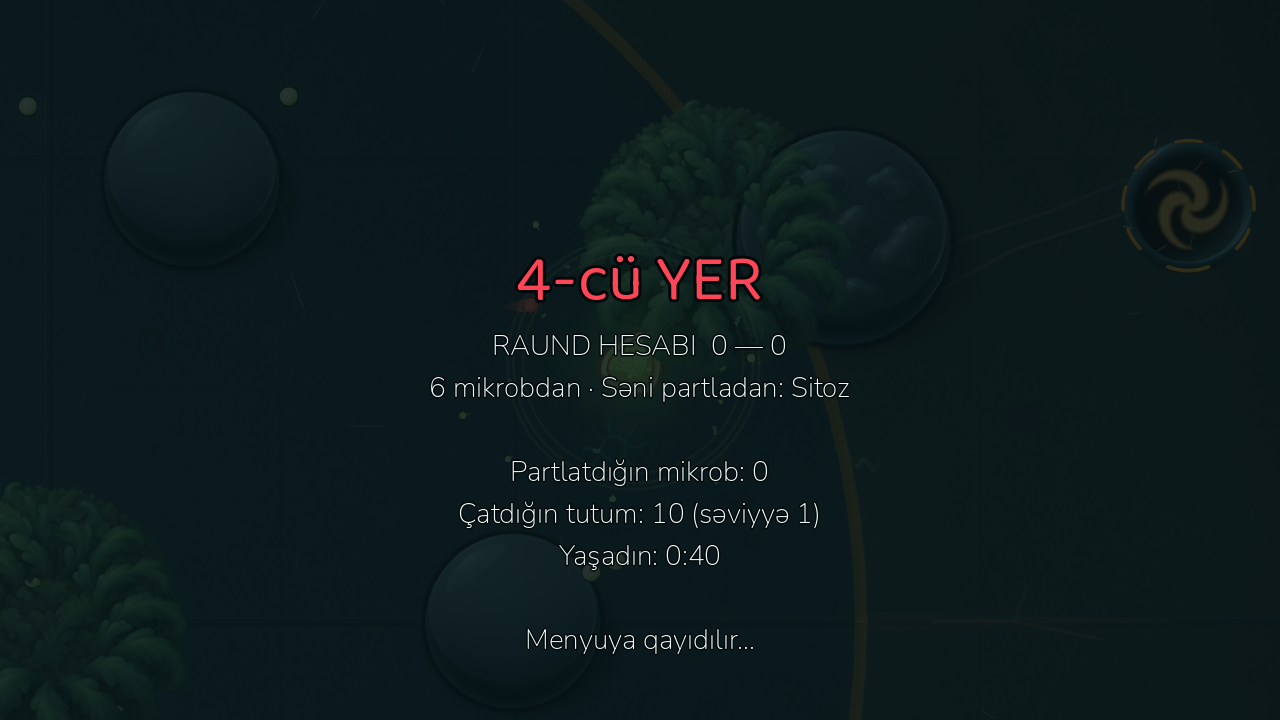 4-cü YER
RAUND HESABI 0 — 0
6 mikrobdan · Səni partladan: Sitoz
Partlatdığın mikrob: 0
Çatdığın tutum: 10 (səviyyə 1)
Yaşadın: 0:40
Menyuya qayıdılır...